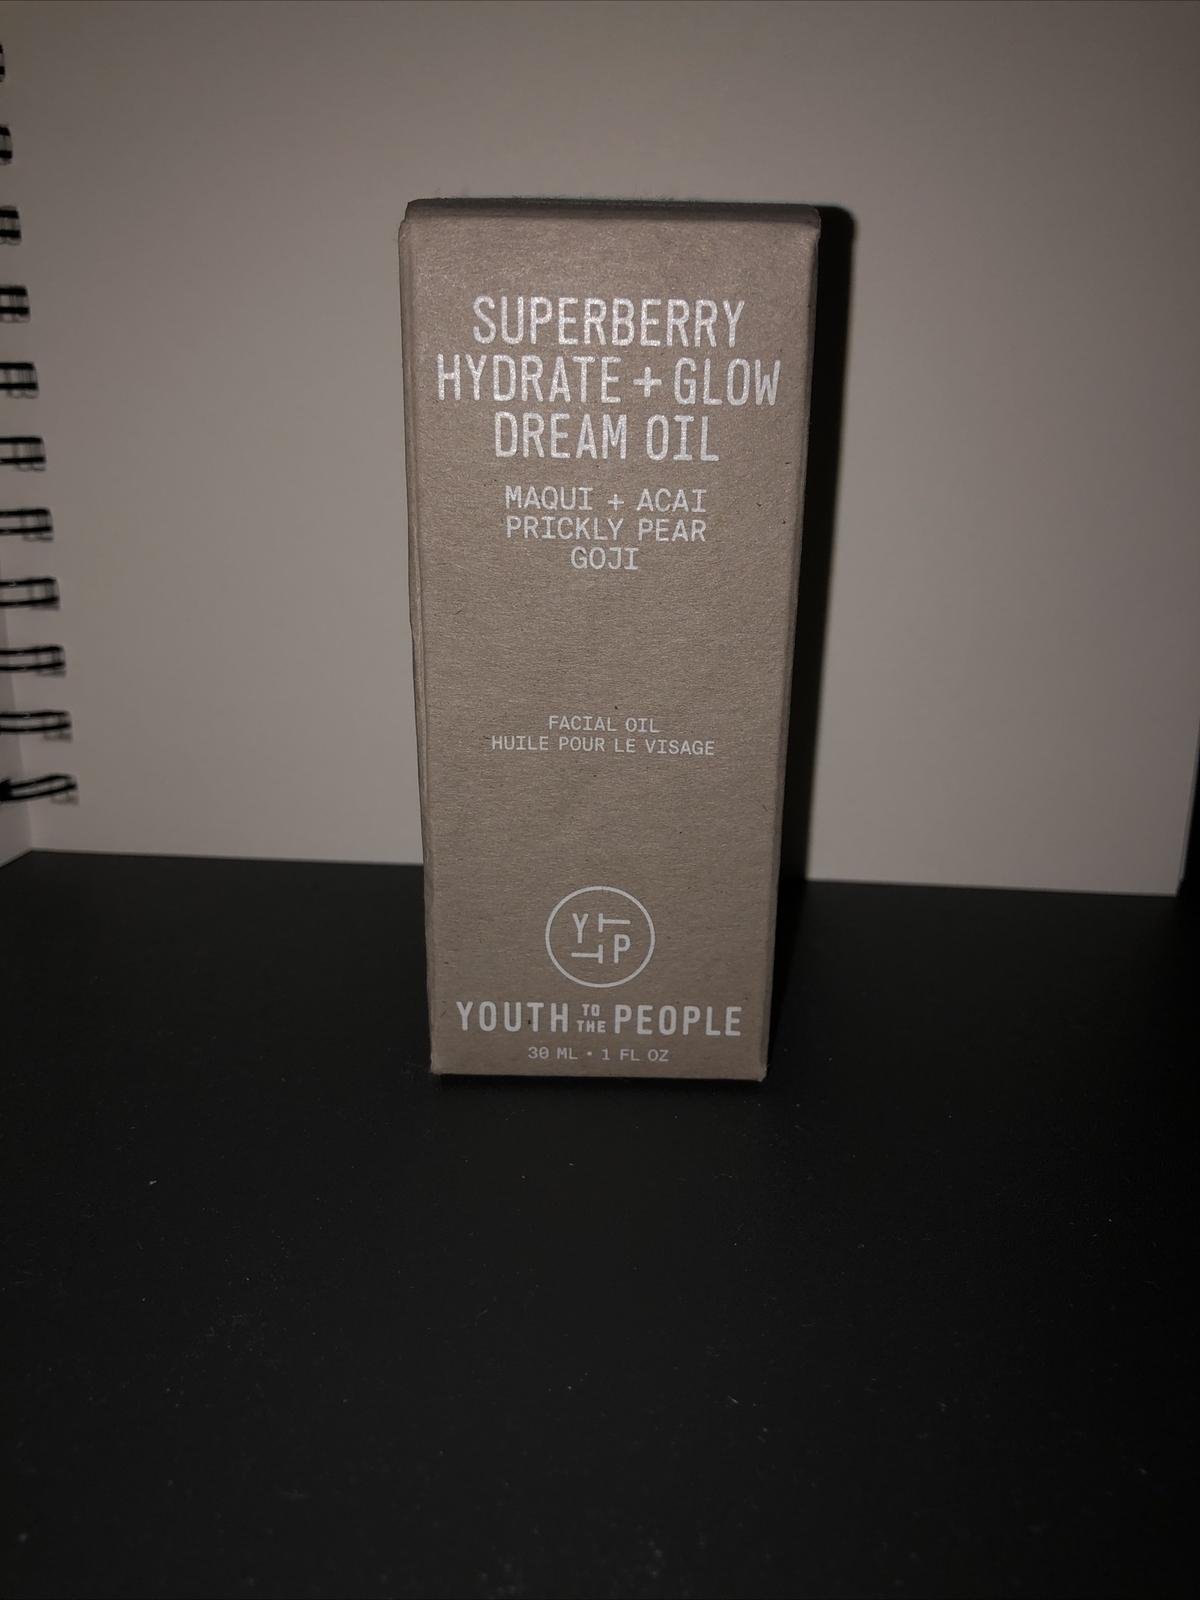 SUPERBERRY
HYDRATE + GLOW
DREAM OIL
MAQUI + ACAI
PRICKLY PEAR
GOJI
FACIAL OIL
HUILE POUR LE VISAGE
YTTP
YOUTH TO THE PEOPLE
30 ML • 1 FL OZ